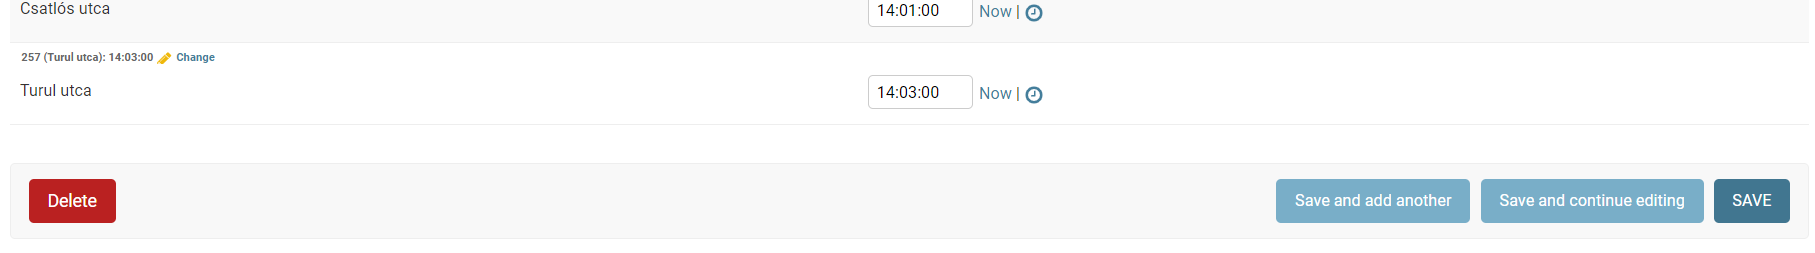 Csatlós utca 14:01:00 Now |
257 (Turul utca): 14:03:00 Change
Turul utca 14:03:00 Now |
Delete Save and add another Save and continue editing SAVE